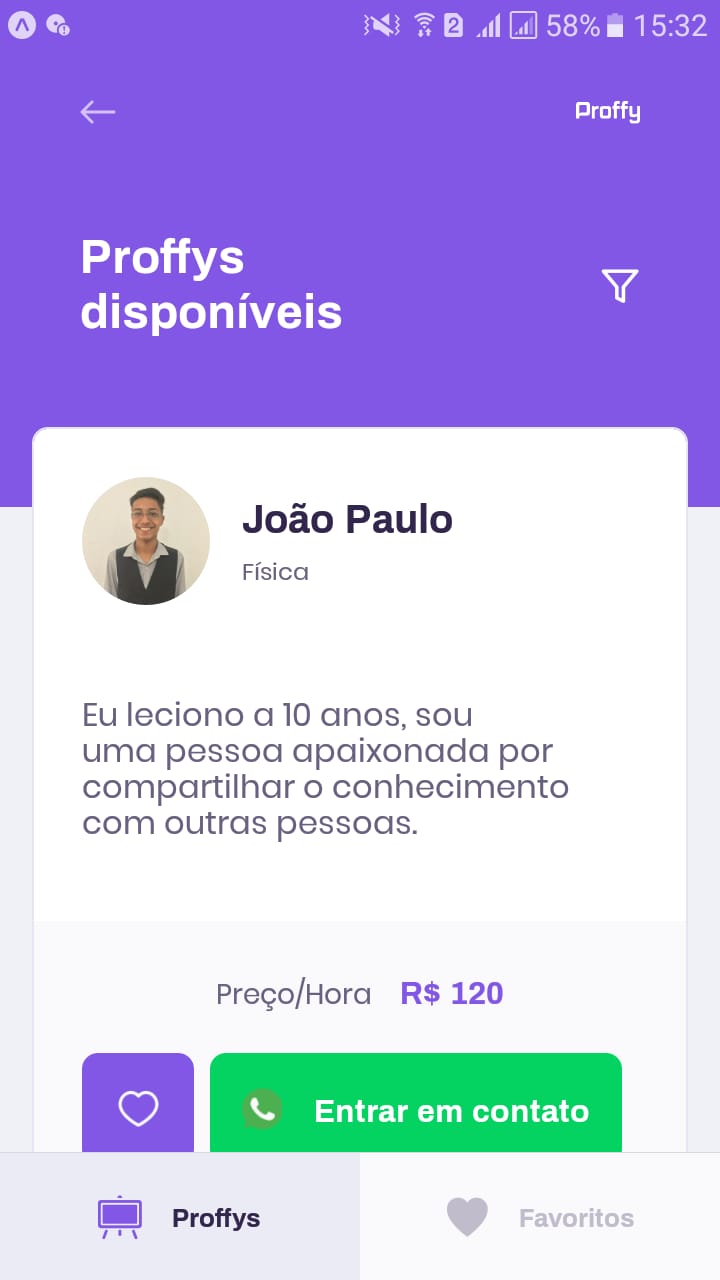 2 58% 15:32
Proffy
Proffys
disponíveis
João Paulo
Física
Eu leciono a 10 anos, sou
uma pessoa apaixonada por
compartilhar o conhecimento
com outras pessoas.
Preço/Hora R$ 120
Entrar em contato
Proffys Favoritos